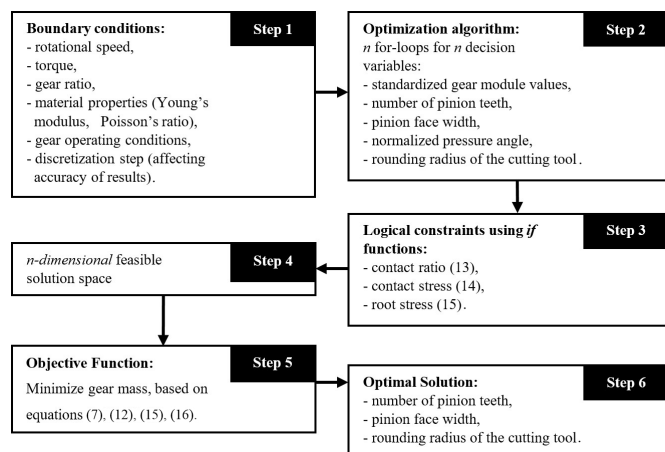 Boundary conditions:
Step 1
- rotational speed,
- torque,
- gear ratio,
- material properties (Young's
modulus, Poisson's ratio),
- gear operating conditions,
- discretization step (affecting
accuracy of results).
Optimization algorithm:
Step 2
n for-loops for n decision
variables:
- standardized gear module values,
- number of pinion teeth,
- pinion face width,
- normalized pressure angle,
- rounding radius of the cutting tool.
Logical constraints using if
Step 3
functions:
- contact ratio (13),
- contact stress (14),
- root stress (15).
n-dimensional feasible
Step 4
solution space
Objective Function:
Step 5
Minimize gear mass, based on
equations (7), (12), (15), (16).
Optimal Solution:
Step 6
- number of pinion teeth,
- pinion face width,
- rounding radius of the cutting tool.